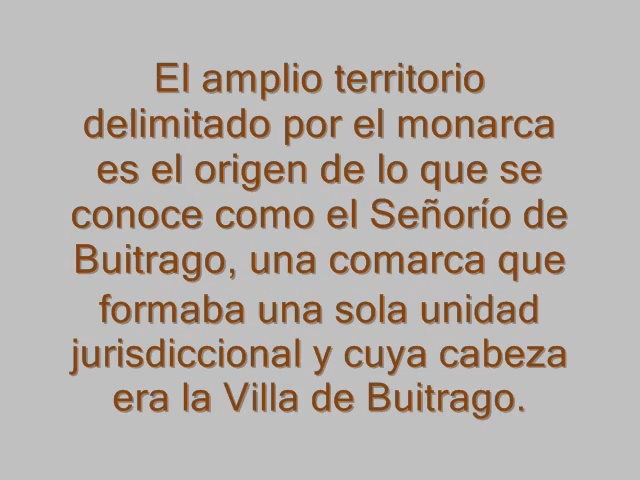 El amplio territorio
delimitado por el monarca
es el origen de lo que se
conoce como el Señorío de
Buitrago, una comarca que
formaba una sola unidad
jurisdiccional y cuya cabeza
era la Villa de Buitrago.